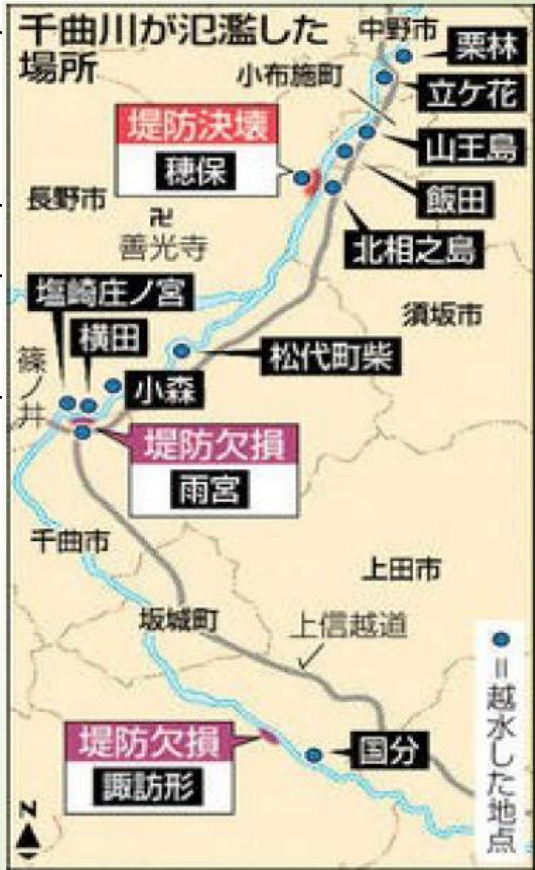 千曲川が氾濫した
場所
中野市
栗林
小布施町
立ケ花
堤防決壊
穂保
山王島
飯田
長野市
卍
善光寺
北相之島
塩崎庄ノ宮
須坂市
横田
松代町柴
篠ノ井
小森
堤防欠損
雨宮
千曲市
上田市
坂城町
上信越道
●＝越水した地点
堤防欠損
諏訪形
国分
N